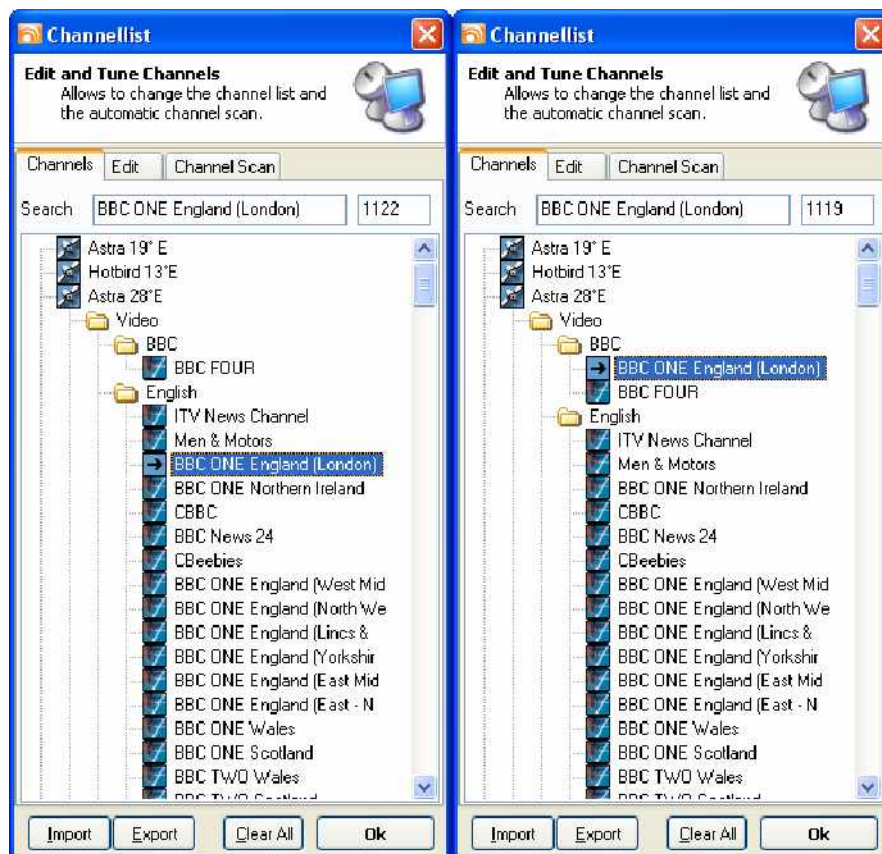 Channellist
Edit and Tune Channels
Allows to change the channel list and
the automatic channel scan.
Channels Edit Channel Scan
Search BBC ONE England (London) 1122
Astra 19° E
Hotbird 13°E
Astra 28°E
Video
BBC
BBC FOUR
English
ITV News Channel
Men & Motors
BBC ONE England (London)
BBC ONE Northern Ireland
CBBC
BBC News 24
CBeebies
BBC ONE England (West Mid
BBC ONE England (North We
BBC ONE England (Lincs &
BBC ONE England (Yorkshir
BBC ONE England (East Mid
BBC ONE England (East - N
BBC ONE Wales
BBC ONE Scotland
BBC TWO Wales
BBC TWO Scotland
Import Export Clear All Ok
Channellist
Edit and Tune Channels
Allows to change the channel list and
the automatic channel scan.
Channels Edit Channel Scan
Search BBC ONE England (London) 1119
Astra 19° E
Hotbird 13°E
Astra 28°E
Video
BBC
BBC ONE England (London)
BBC FOUR
English
ITV News Channel
Men & Motors
BBC ONE Northern Ireland
CBBC
BBC News 24
CBeebies
BBC ONE England (West Mid
BBC ONE England (North We
BBC ONE England (Lincs &
BBC ONE England (Yorkshir
BBC ONE England (East Mid
BBC ONE England (East - N
BBC ONE Wales
BBC ONE Scotland
BBC TWO Wales
BBC TWO Scotland
Import Export Clear All Ok